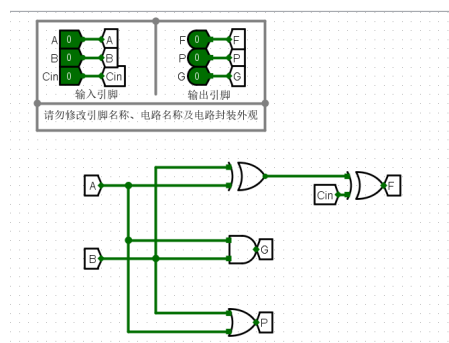 A 0 A F 0 F
B 0 B P 0 P
Cin 0 Cin G 0 G
输入引脚 输出引脚
请勿修改引脚名称、电路名称及电路封装外观
A
Cin F
B G
P